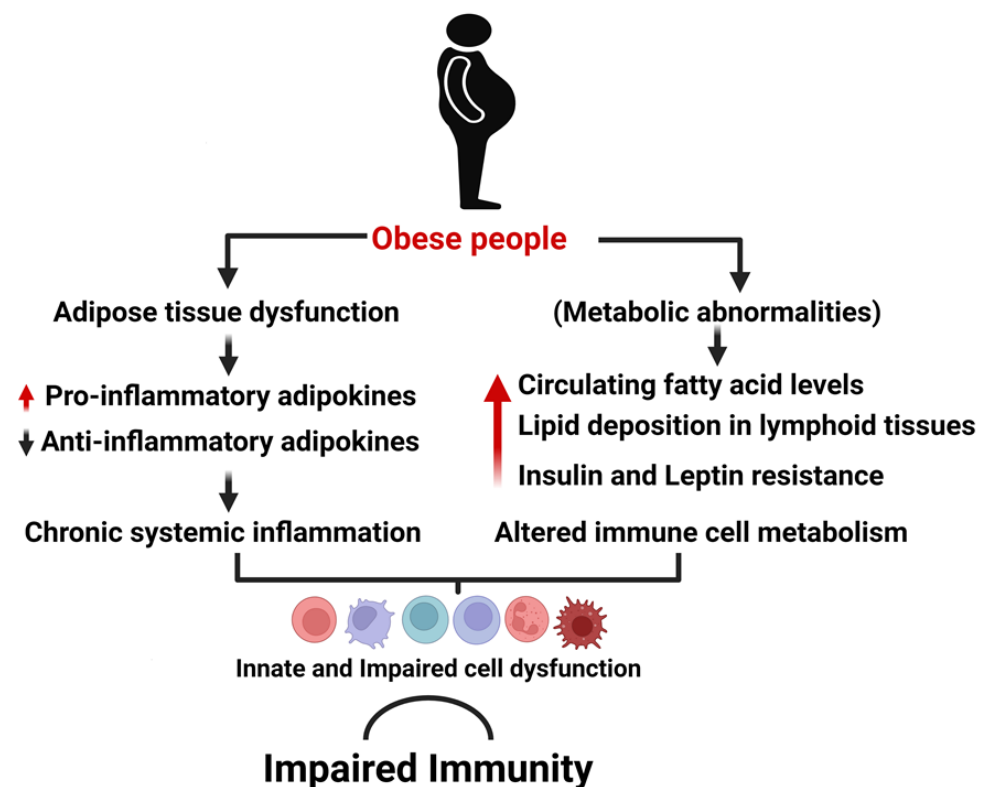 Obese people
Adipose tissue dysfunction
Pro-inflammatory adipokines
Anti-inflammatory adipokines
Chronic systemic inflammation
(Metabolic abnormalities)
Circulating fatty acid levels
Lipid deposition in lymphoid tissues
Insulin and Leptin resistance
Altered immune cell metabolism
Innate and Impaired cell dysfunction
Impaired Immunity